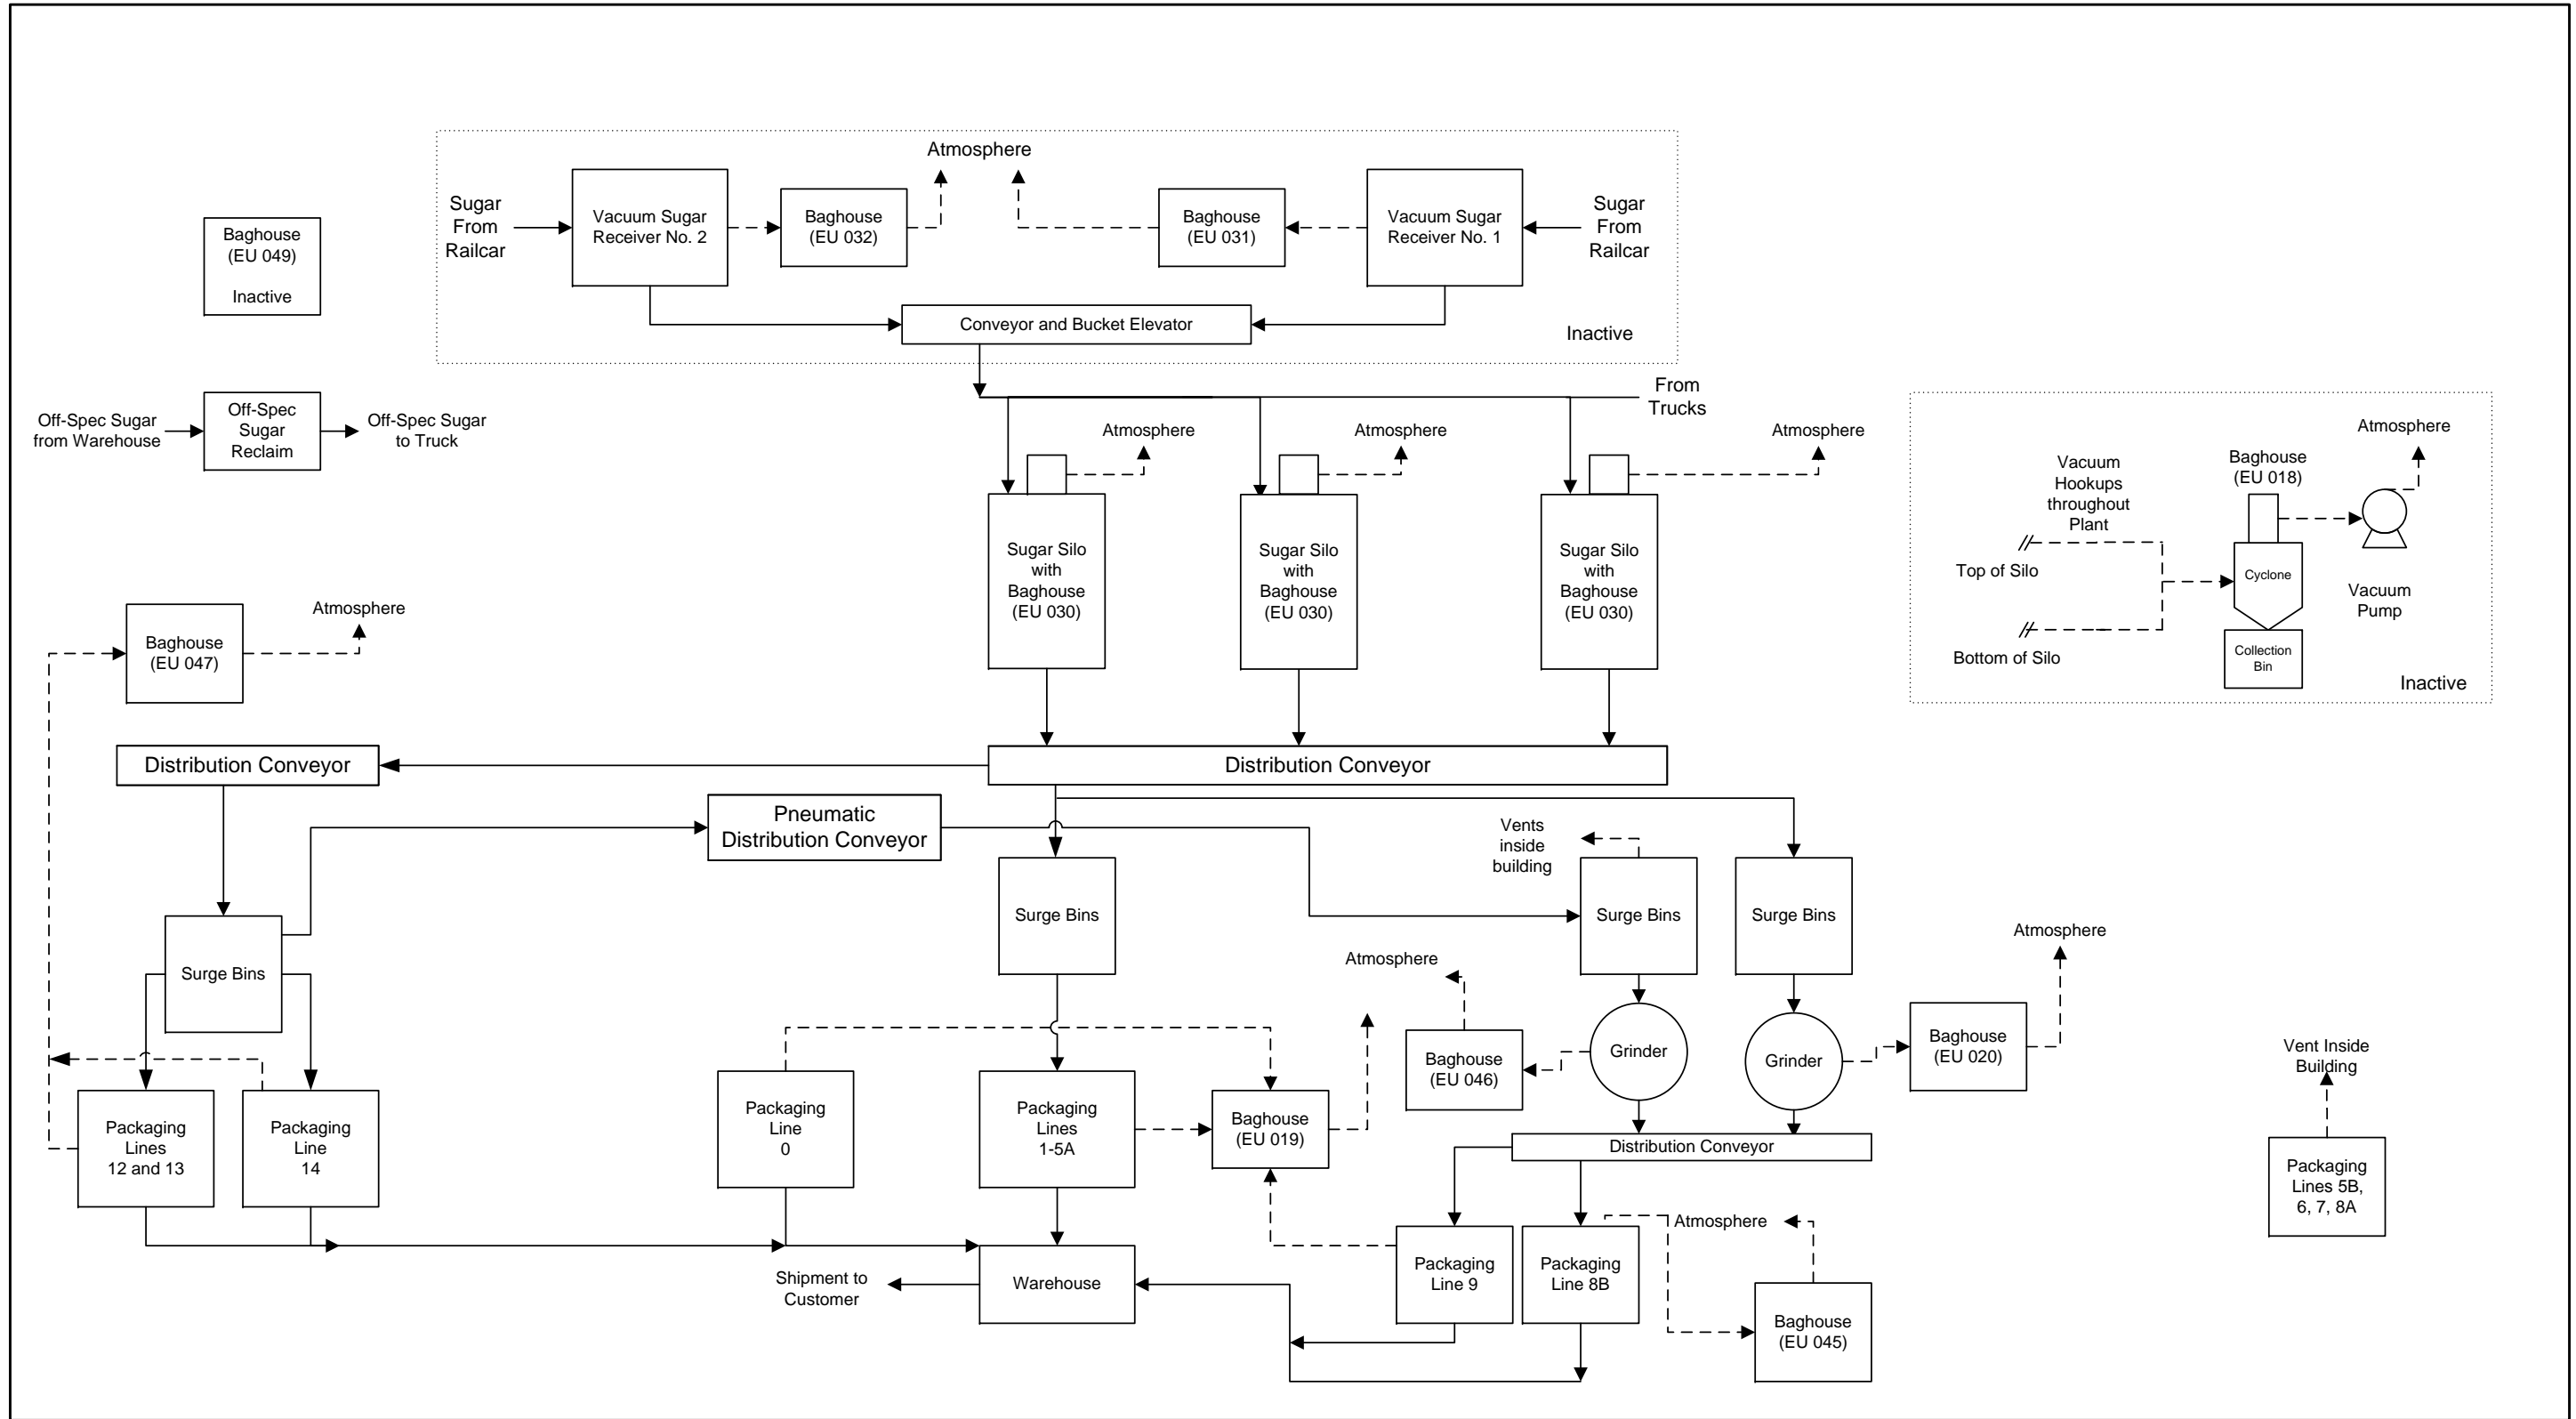 Atmosphere
Sugar
From
Railcar
Vacuum Sugar
Receiver No. 2
Baghouse
(EU 032)
Baghouse
(EU 031)
Vacuum Sugar
Receiver No. 1
Sugar
From
Railcar
Baghouse
(EU 049)
Inactive
Conveyor and Bucket Elevator
Inactive
From
Trucks
Off-Spec Sugar
from Warehouse
Off-Spec
Sugar
Reclaim
Off-Spec Sugar
to Truck
Atmosphere
Atmosphere
Atmosphere
Atmosphere
Vacuum
Hookups
throughout
Plant
Baghouse
(EU 018)
Top of Silo
Cyclone
Vacuum
Pump
Bottom of Silo
Collection
Bin
Inactive
Sugar Silo
with
Baghouse
(EU 030)
Sugar Silo
with
Baghouse
(EU 030)
Sugar Silo
with
Baghouse
(EU 030)
Baghouse
(EU 047)
Atmosphere
Distribution Conveyor
Distribution Conveyor
Pneumatic
Distribution Conveyor
Vents
inside
building
Surge Bins
Surge Bins
Surge Bins
Surge Bins
Atmosphere
Atmosphere
Baghouse
(EU 046)
Grinder
Grinder
Baghouse
(EU 020)
Vent Inside
Building
Packaging
Lines
12 and 13
Packaging
Line
14
Packaging
Line
0
Packaging
Lines
1-5A
Baghouse
(EU 019)
Distribution Conveyor
Packaging
Lines 5B,
6, 7, 8A
Atmosphere
Shipment to
Customer
Warehouse
Packaging
Line 9
Packaging
Line 8B
Baghouse
(EU 045)